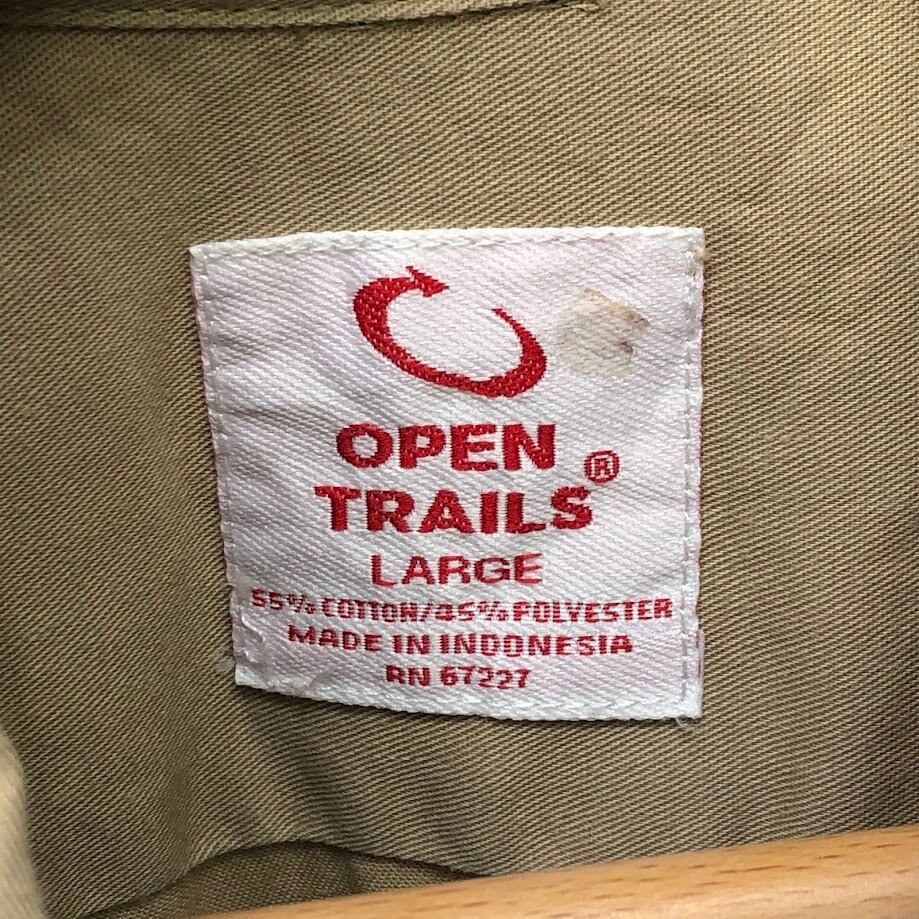 OPEN
TRAILS®
LARGE
55% COTTON/45% POLYESTER
MADE IN INDONESIA
RN 67227